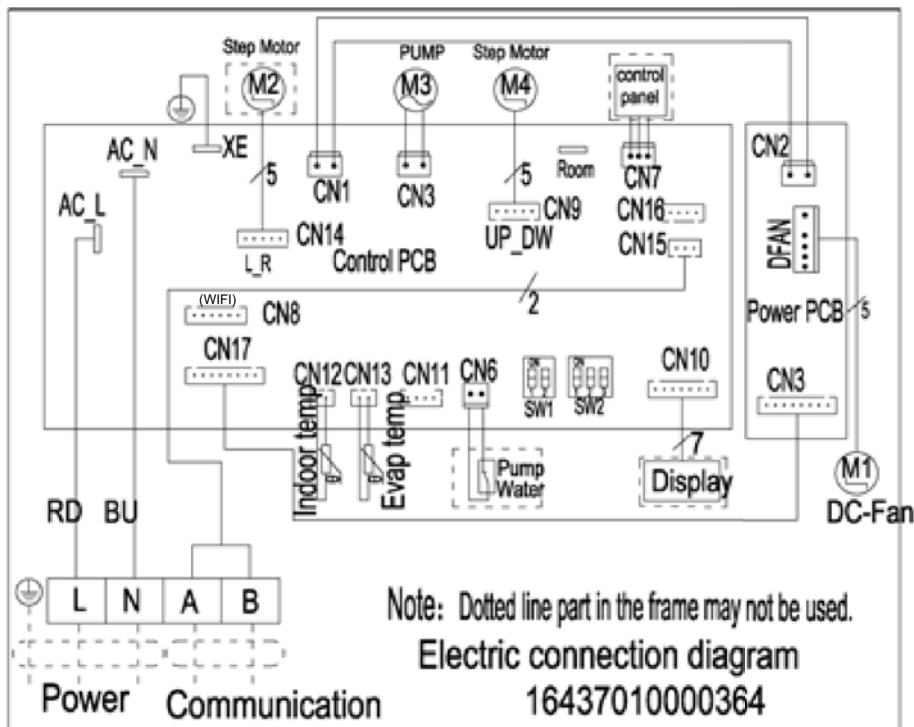 Step Motor
PUMP
Step Motor
M2
M3
M4
control
panel
AC_N
XE
5
CN1
CN3
5
Room
CN7
CN2
AC_L
CN14
L_R
Control PCB
CN9
UP_DW
CN16
CN15
DFAN
(WIFI)
CN8
2
Power PCB
5
CN17
CN12
CN13
CN11
CN6
ON
SW1
ON
SW2
CN10
CN3
Indoor temp
θ
Evap temp
θ
Pump
Water
7
Display
M1
DC-Fan
RD
BU
L
N
A
B
Note: Dotted line part in the frame may not be used.
Electric connection diagram
Power
Communication
16437010000364